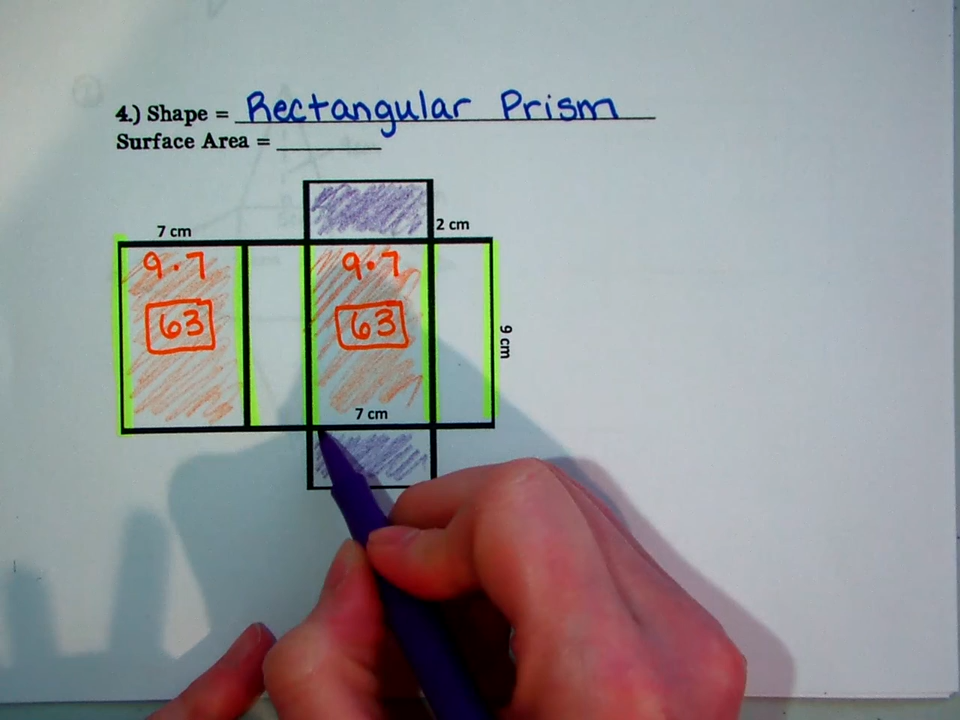 4.) Shape = Rectangular Prism
Surface Area =
7 cm
2 cm
9.7
9.7
63
63
9 cm
7 cm